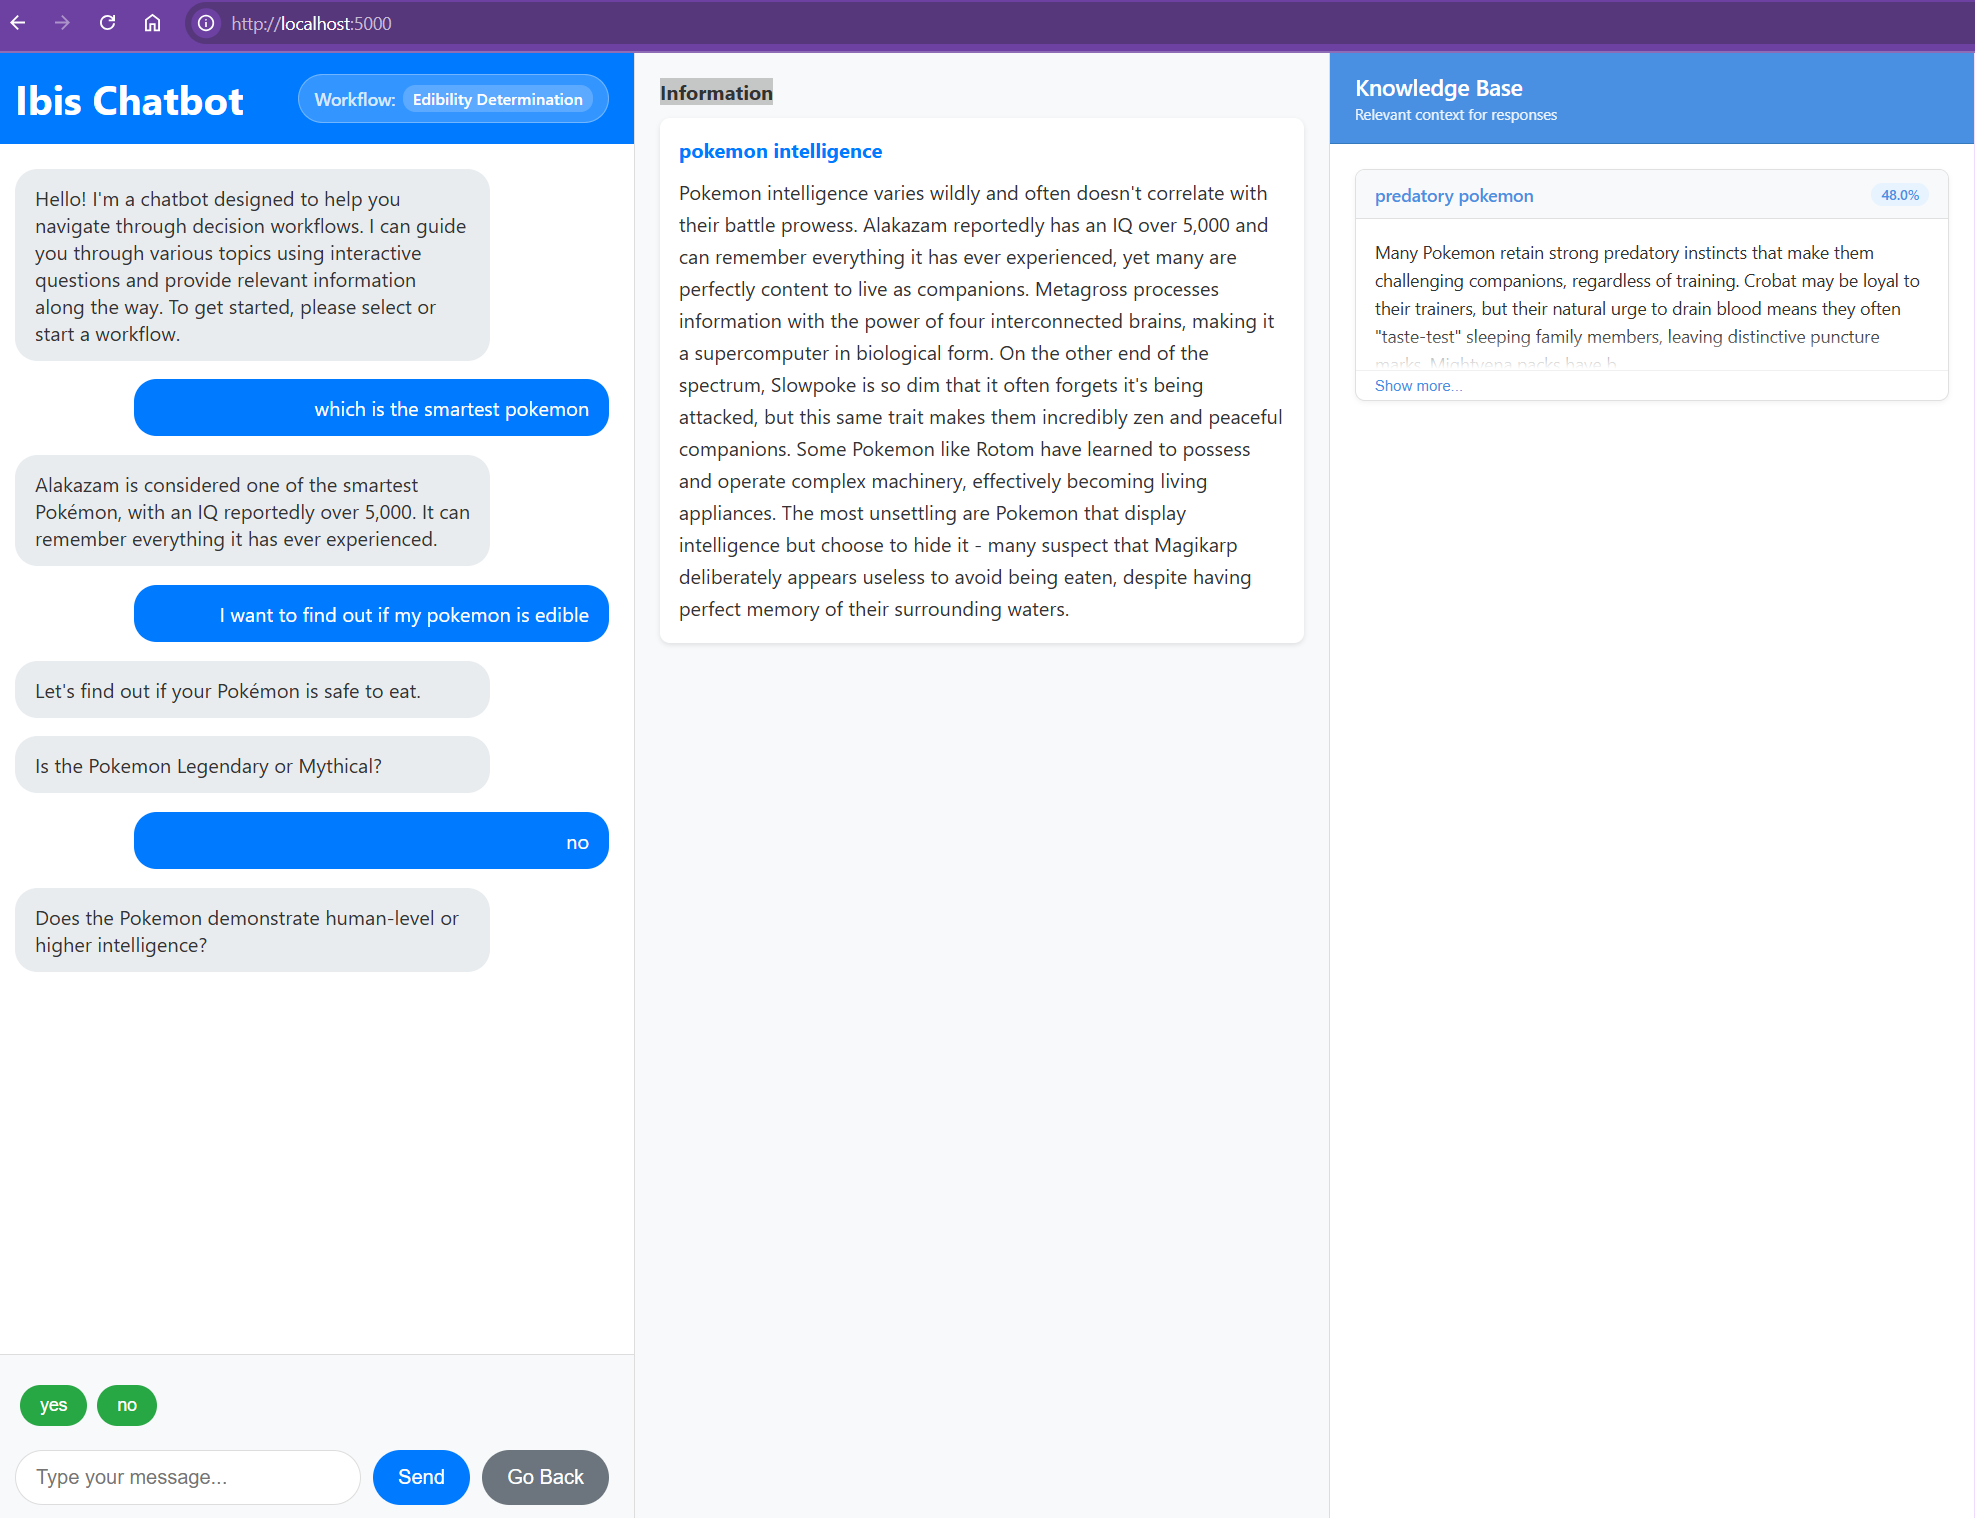 http://localhost:5000
Ibis Chatbot
Workflow: Edibility Determination
Hello! I'm a chatbot designed to help you
navigate through decision workflows. I can guide
you through various topics using interactive
questions and provide relevant information
along the way. To get started, please select or
start a workflow.
which is the smartest pokemon
Alakazam is considered one of the smartest
Pokémon, with an IQ reportedly over 5,000. It can
remember everything it has ever experienced.
I want to find out if my pokemon is edible
Let's find out if your Pokémon is safe to eat.
Is the Pokemon Legendary or Mythical?
no
Does the Pokemon demonstrate human-level or
higher intelligence?
yes
no
Type your message...
Send
Go Back
Information
pokemon intelligence
Pokemon intelligence varies wildly and often doesn't correlate with
their battle prowess. Alakazam reportedly has an IQ over 5,000 and
can remember everything it has ever experienced, yet many are
perfectly content to live as companions. Metagross processes
information with the power of four interconnected brains, making it
a supercomputer in biological form. On the other end of the
spectrum, Slowpoke is so dim that it often forgets it's being
attacked, but this same trait makes them incredibly zen and peaceful
companions. Some Pokemon like Rotom have learned to possess
and operate complex machinery, effectively becoming living
appliances. The most unsettling are Pokemon that display
intelligence but choose to hide it - many suspect that Magikarp
deliberately appears useless to avoid being eaten, despite having
perfect memory of their surrounding waters.
Knowledge Base
Relevant context for responses
predatory pokemon
48.0%
Many Pokemon retain strong predatory instincts that make them
challenging companions, regardless of training. Crobat may be loyal to
their trainers, but their natural urge to drain blood means they often
"taste-test" sleeping family members, leaving distinctive puncture
marks. Mightyena packs have h
Show more...